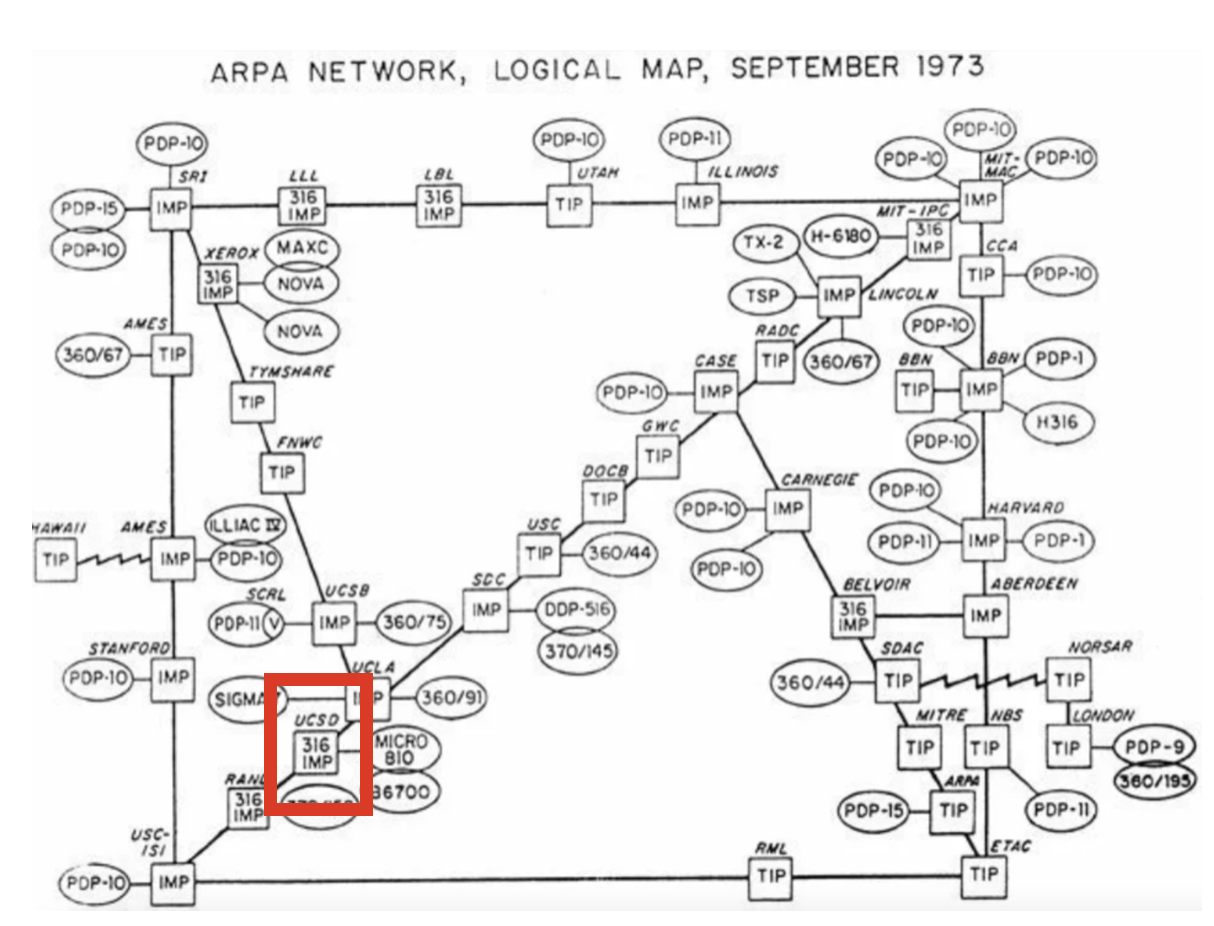 ARPA NETWORK, LOGICAL MAP, SEPTEMBER 1973
PDP-10
PDP-10
PDP-11
PDP-10
PDP-10
MIT-
MAC
PDP-10
SRI
LLL
LBL
UTAH
ILLINOIS
PDP-15
PDP-10
IMP
316
IMP
316
IMP
TIP
IMP
IMP
MIT-IPC
316
IMP
H-6180
TX-2
XEROX
316
IMP
MAXC
NOVA
NOVA
CCA
TIP
PDP-10
TSP
IMP
LINCOLN
360/67
RADC
TIP
AMES
360/67
TIP
PDP-10
BBN
TIP
BBN
IMP
PDP-1
H316
PDP-10
TYMSHARE
TIP
CASE
PDP-10
IMP
GWC
TIP
FNWC
TIP
DOCB
TIP
CARNEGIE
PDP-10
IMP
PDP-10
PDP-10
HARVARD
PDP-11
IMP
PDP-1
HAWAII
TIP
AMES
IMP
ILLIAC IV
PDP-10
USC
TIP
360/44
SDC
IMP
DDP-516
370/145
BELVOIR
316
IMP
ABERDEEN
IMP
SCRL
PDP-11 V
UCSB
IMP
360/75
STANFORD
PDP-10
IMP
UCLA
IMP
360/91
SIGMA 7
SDAC
360/44
TIP
NORSAR
TIP
UCSD
316
IMP
MICRO
810
B6700
MITRE
TIP
NBS
TIP
PDP-11
LONDON
TIP
PDP-9
360/195
RAND
316
IMP
ARPA
PDP-15
TIP
USC-
ISI
PDP-10
IMP
RML
TIP
ETAC
TIP